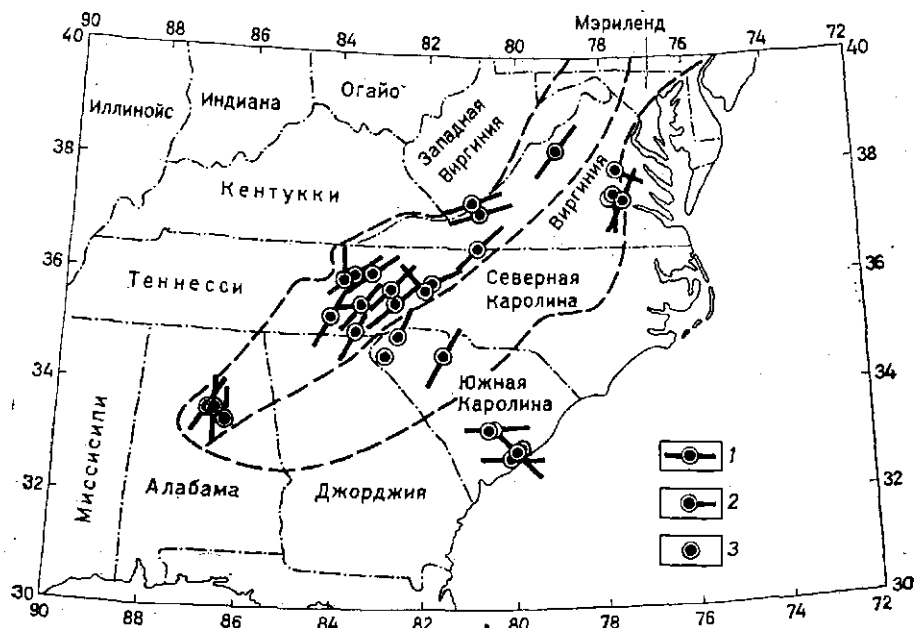 Мэриленд
90 88 86 84 82 80 78 77 76 75 74 72
40 40
Огайо
Индиана
Иллинойс
Западная
Виргиния
38 38
Кентукки
Виргиния
36 36
Теннесси
Северная
Каролина
34 34
Южная
Каролина
Миссисипи
1
32 32
Алабама
Джорджия
2
3
30 30
90 88 86 84 82 80 78 76 74 72